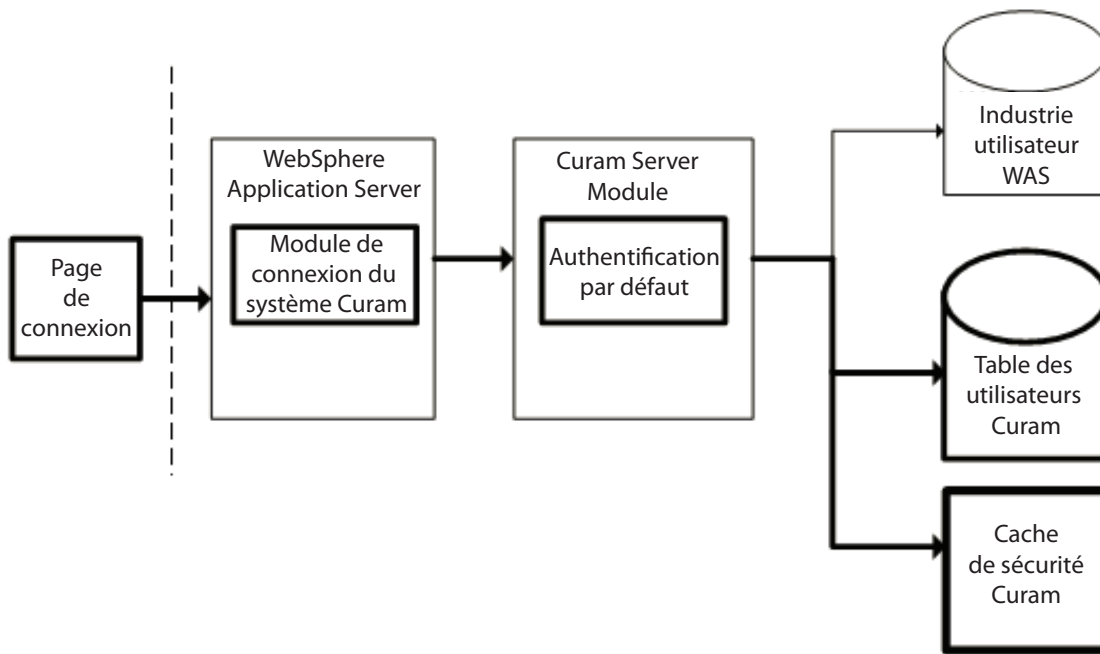 Page
de
connexion
WebSphere
Application Server
Module de
connexion du
système Curam
Curam Server
Module
Authentification
par défaut
Industrie
utilisateur
WAS
Table des
utilisateurs
Curam
Cache
de sécurité
Curam